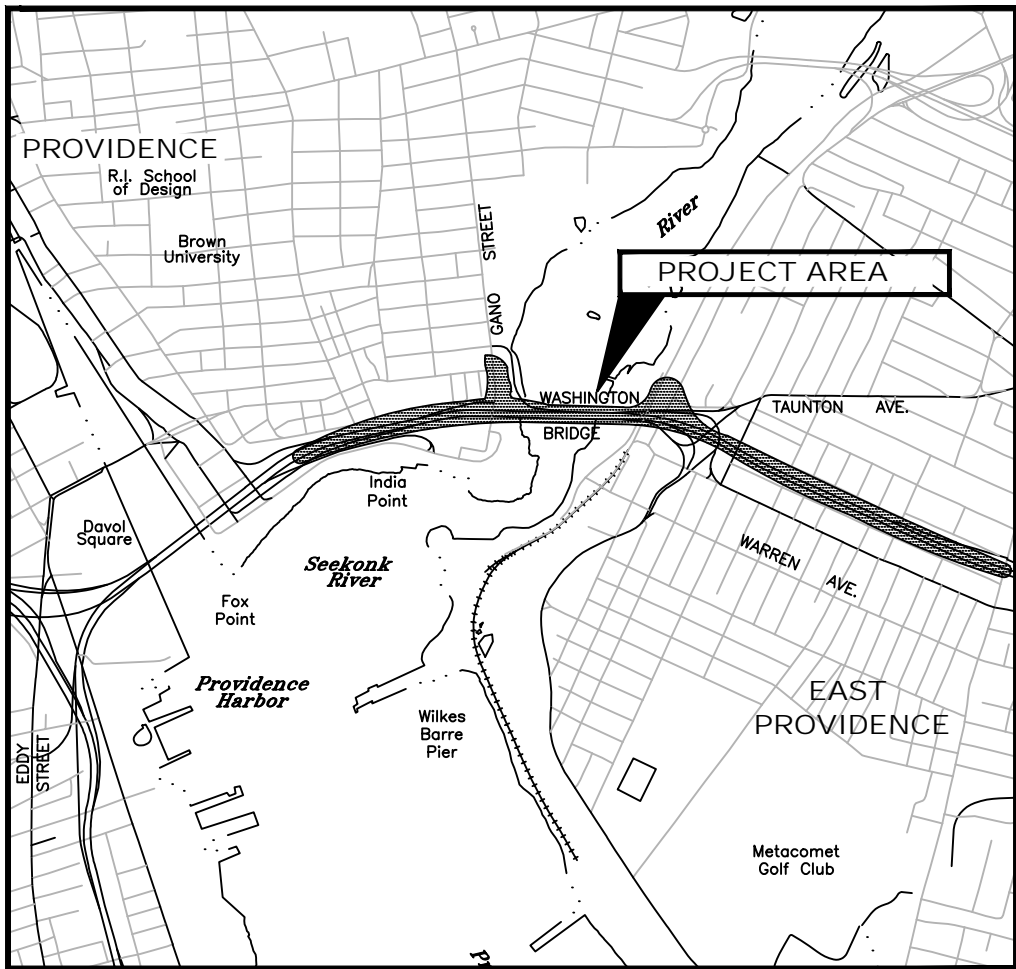 PROVIDENCE
R.I. School
of Design
Brown
University
STREET
GANO
River
PROJECT AREA
WASHINGTON
BRIDGE
TAUNTON AVE.
India
Point
Davol
Square
Seekonk
River
WARREN AVE.
Fox
Point
Providence
Harbor
EAST
PROVIDENCE
Wilkes
Barre
Pier
EDDY
STREET
Metacomet
Golf Club